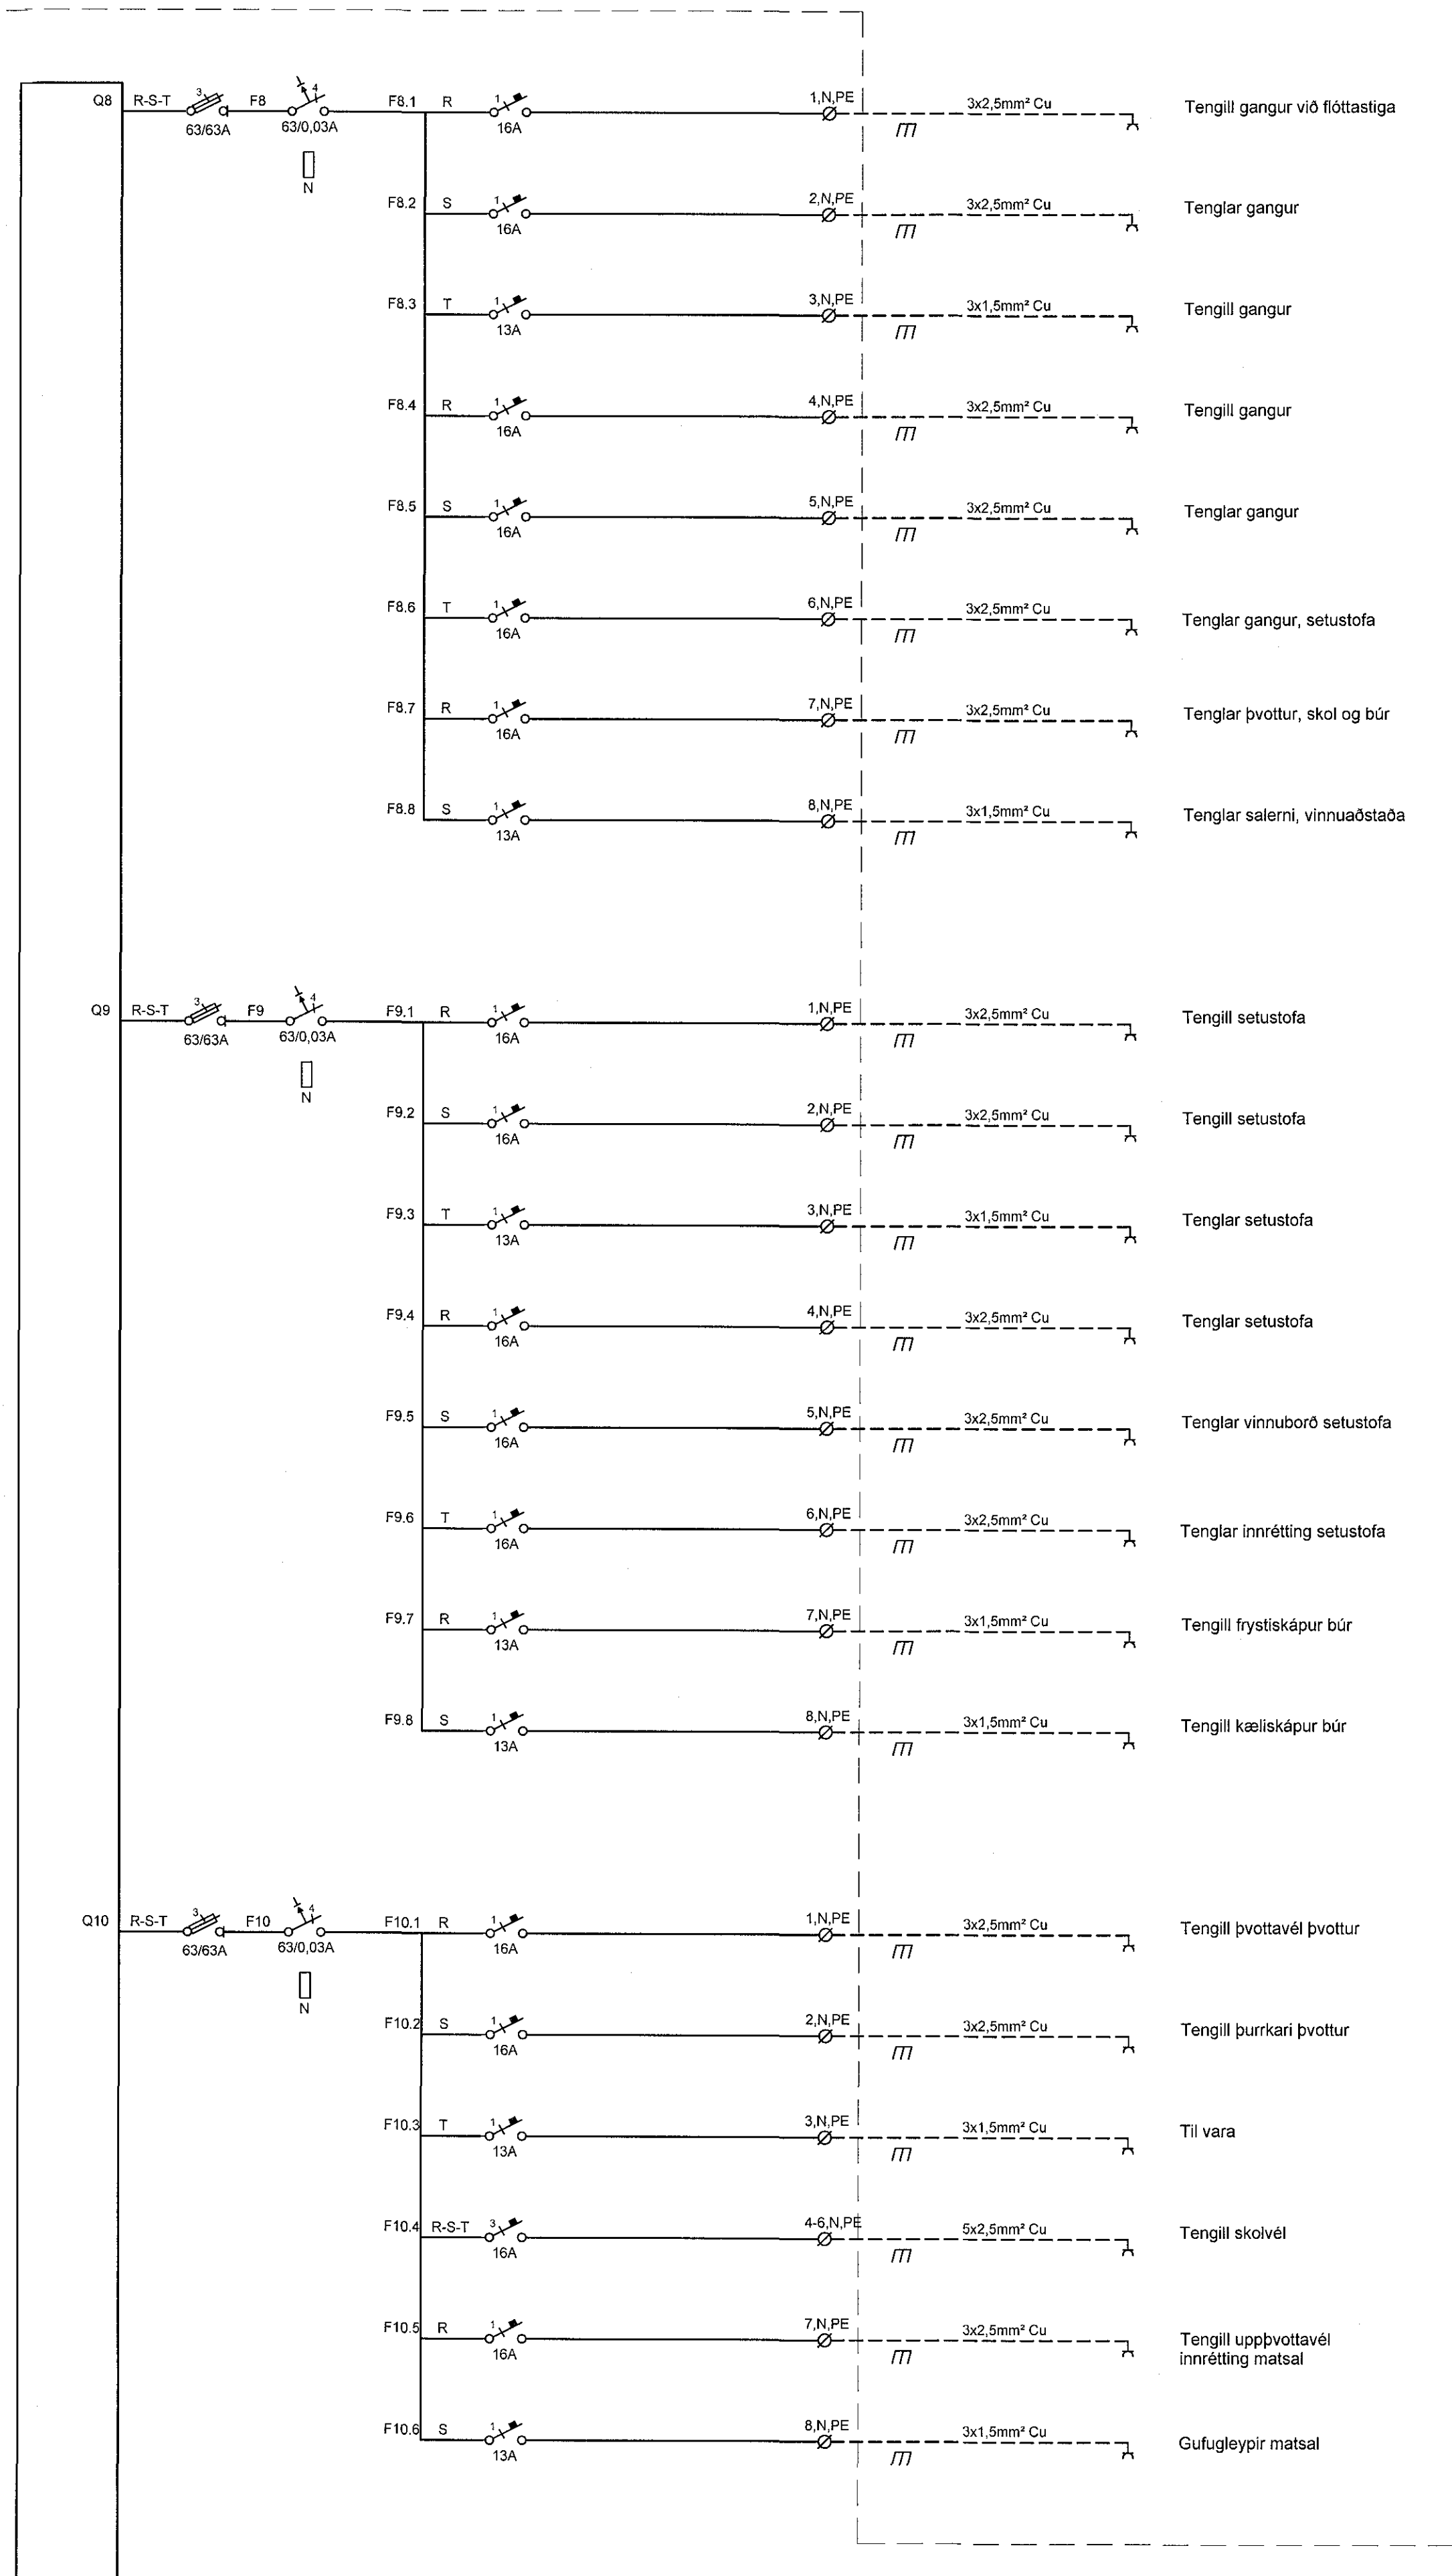 Q8 R-S-T 3 F8 4 F8.1 R 1 1,N,PE 3x2,5mm² Cu Tengill gangur við flóttastiga
63/63A 63/0,03A 16A
N
F8.2 S 1 2,N,PE 3x2,5mm² Cu Tenglar gangur
16A
F8.3 T 1 3,N,PE 3x1,5mm² Cu Tengill gangur
13A
F8.4 R 1 4,N,PE 3x2,5mm² Cu Tengill gangur
16A
F8.5 S 1 5,N,PE 3x2,5mm² Cu Tenglar gangur
16A
F8.6 T 1 6,N,PE 3x2,5mm² Cu Tenglar gangur, setustofa
16A
F8.7 R 1 7,N,PE 3x2,5mm² Cu Tenglar þvottur, skol og búr
16A
F8.8 S 1 8,N,PE 3x1,5mm² Cu Tenglar salerni, vinnuaðstaða
13A
Q9 R-S-T 3 F9 4 F9.1 R 1 1,N,PE 3x2,5mm² Cu Tengill setustofa
63/63A 63/0,03A 16A
N
F9.2 S 1 2,N,PE 3x2,5mm² Cu Tengill setustofa
16A
F9.3 T 1 3,N,PE 3x1,5mm² Cu Tenglar setustofa
13A
F9.4 R 1 4,N,PE 3x2,5mm² Cu Tenglar setustofa
16A
F9.5 S 1 5,N,PE 3x2,5mm² Cu Tenglar vinnuborð setustofa
16A
F9.6 T 1 6,N,PE 3x2,5mm² Cu Tenglar innrétting setustofa
16A
F9.7 R 1 7,N,PE 3x1,5mm² Cu Tengill frystiskápur búr
13A
F9.8 S 1 8,N,PE 3x1,5mm² Cu Tengill kæliskápur búr
13A
Q10 R-S-T 3 F10 4 F10.1 R 1 1,N,PE 3x2,5mm² Cu Tengill þvottavél þvottur
63/63A 63/0,03A 16A
N
F10.2 S 1 2,N,PE 3x2,5mm² Cu Tengill þurrkari þvottur
16A
F10.3 T 1 3,N,PE 3x1,5mm² Cu Til vara
13A
F10.4 R-S-T 3 4-6,N,PE 5x2,5mm² Cu Tengill skolvél
16A
F10.5 R 1 7,N,PE 3x2,5mm² Cu Tengill uppþvottavél
16A innrétting matsal
F10.6 S 1 8,N,PE 3x1,5mm² Cu Gufugleypir matsal
13A